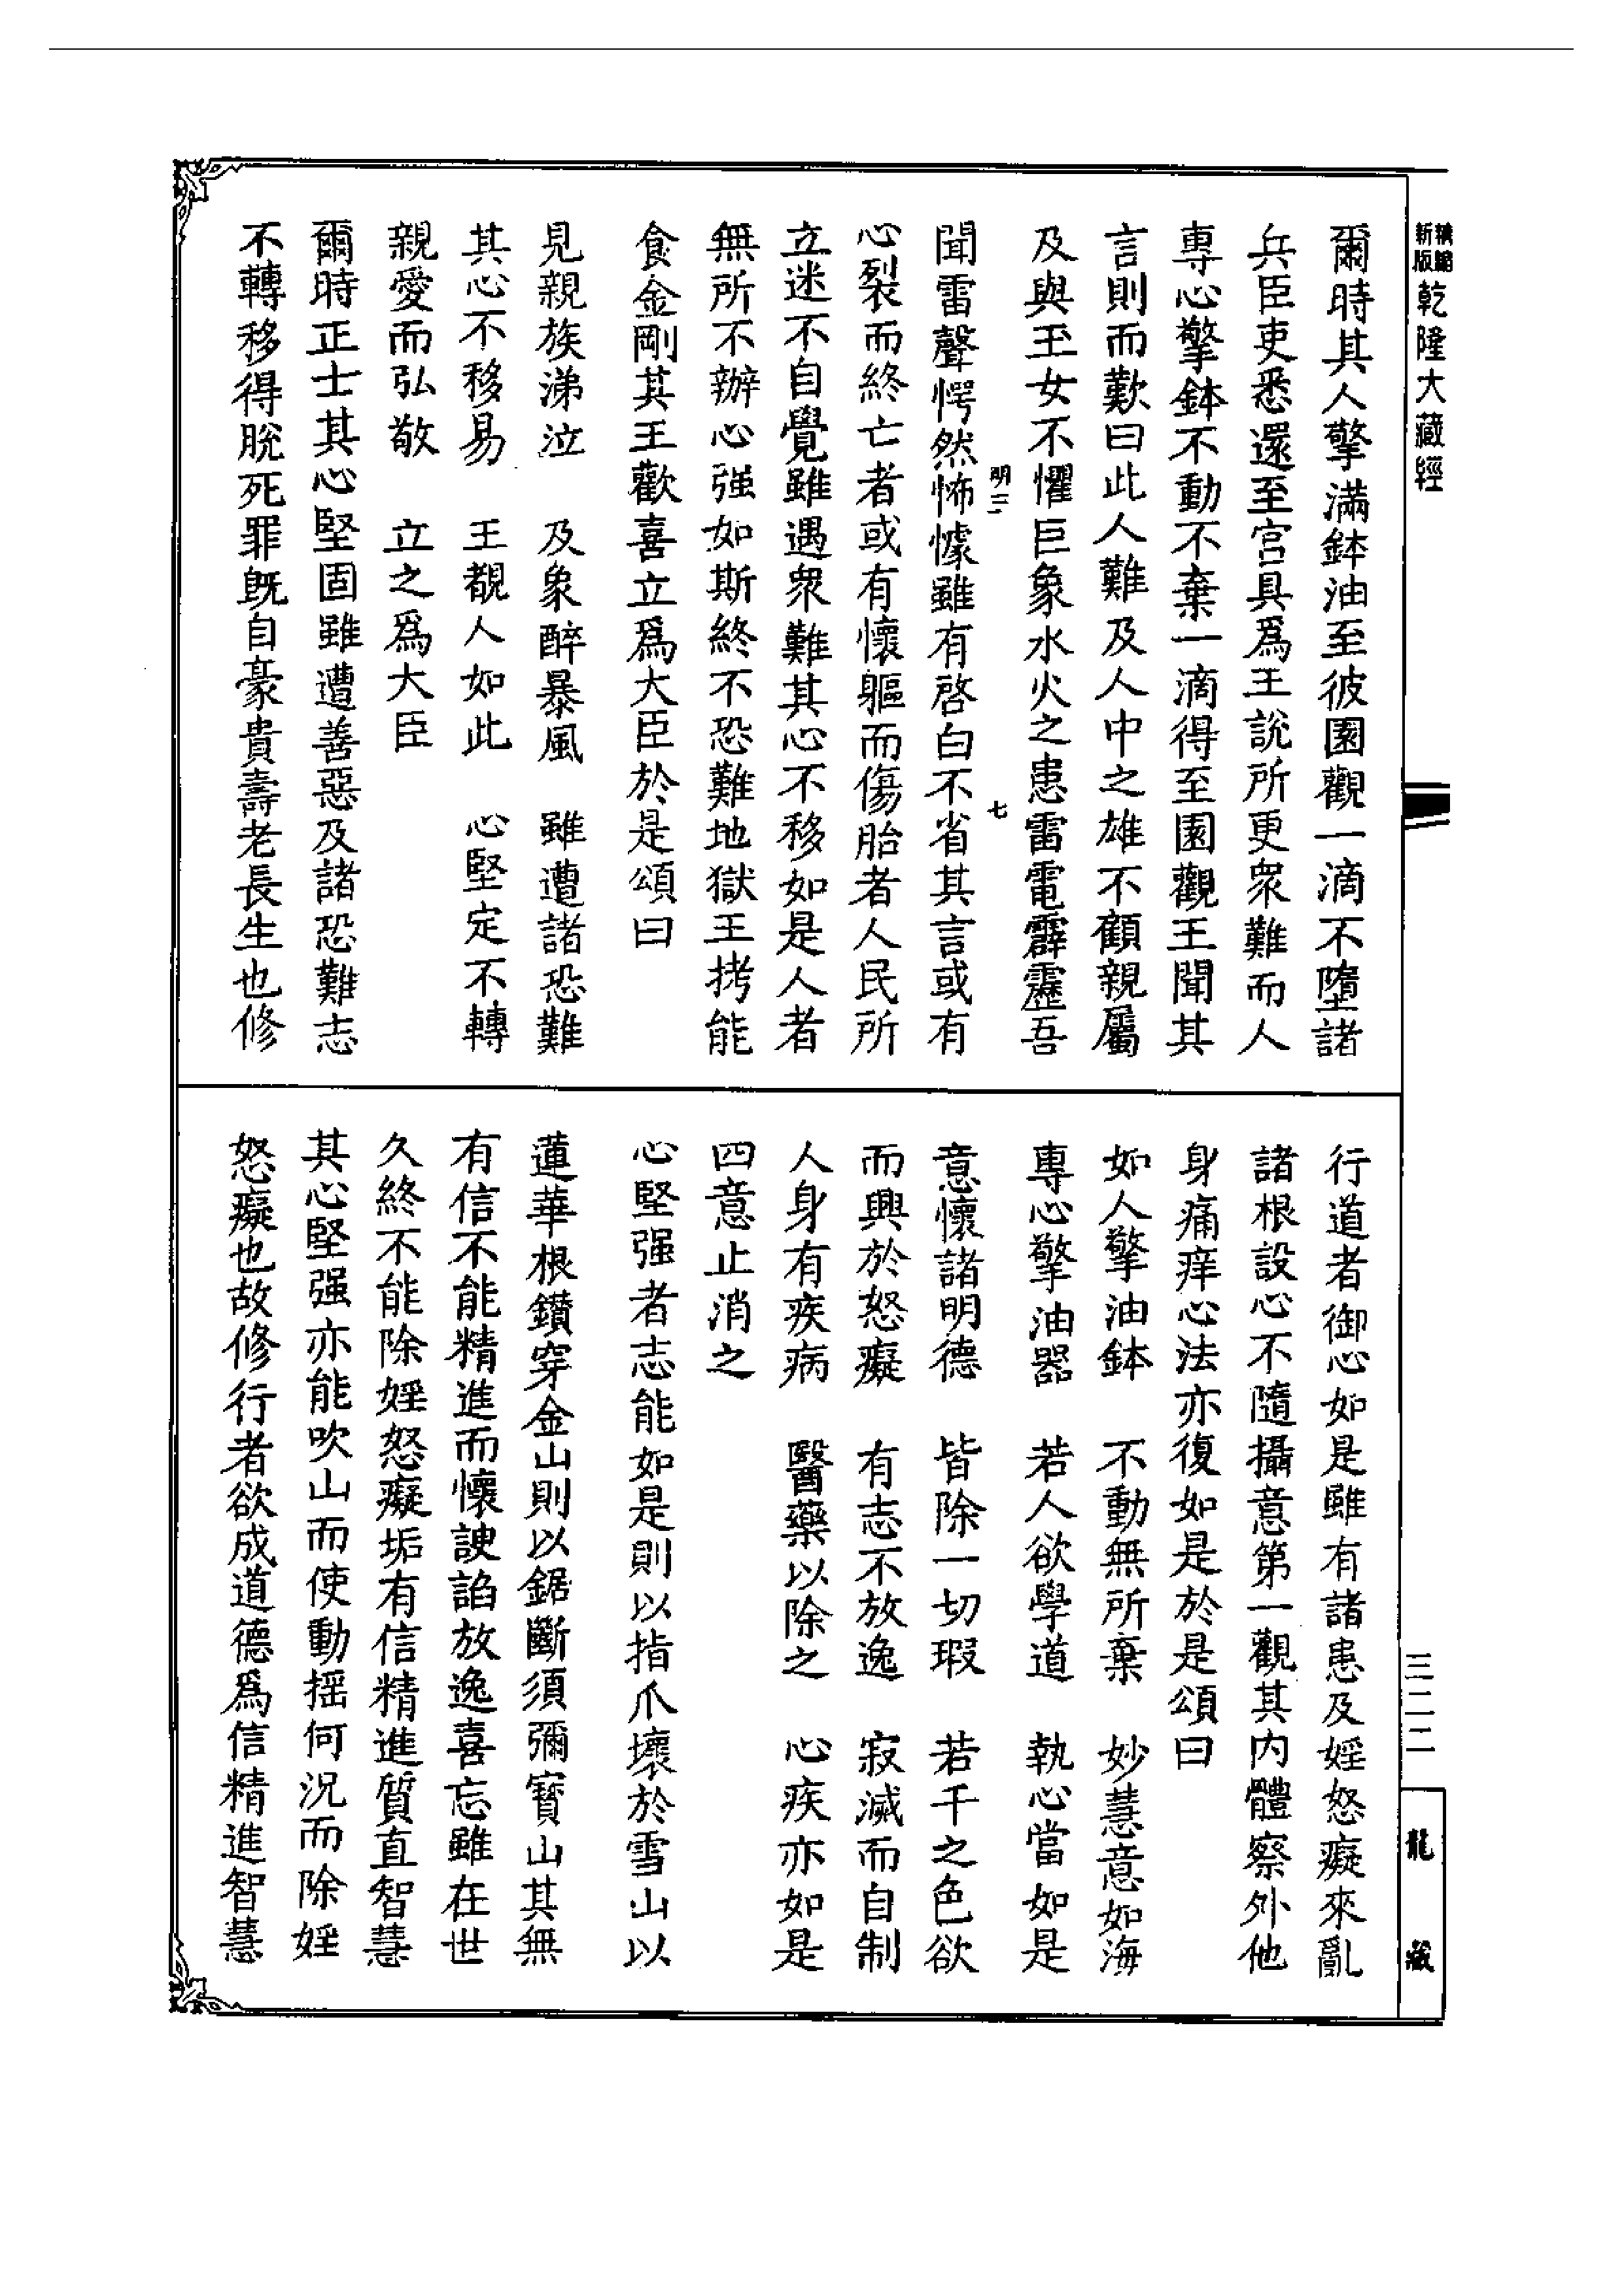 新版精縮乾隆大藏經
爾時其人擎滿鉢油至彼園觀一滴不墮諸
兵臣吏悉還至宮具爲王說所更衆難而人
專心擎鉢不動不棄一滴得至園觀王聞其
言則而歎曰此人難及人中之雄不顧親屬
及與玉女不懼巨象水火之患雷電霹靂吾
明三 七
聞雷聲愕然怖懅雖有啓白不省其言或有
心裂而終亡者或有懷軀而傷胎者人民所
立迷不自覺雖遇衆難其心不移如是人者
無所不辦心强如斯終不恐難地獄王拷能
食金剛其王歡喜立爲大臣於是頌曰
見親族涕泣 及象醉暴風 雖遭諸恐難
其心不移易 王覩人如此 心堅定不轉
親愛而弘敬 立之爲大臣
爾時正士其心堅固雖遭善惡及諸恐難志
不轉移得脫死罪旣自豪貴壽老長生也修
行道者御心如是雖有諸患及婬怒癡來亂
諸根設心不隨攝意第一觀其內體察外他
身痛痒心法亦復如是於是頌曰
如人擎油鉢 不動無所棄 妙慧意如海
專心擎油器 若人欲學道 執心當如是
意懷諸明德 皆除一切瑕 若干之色欲
而興於怒癡 有志不放逸 寂滅而自制
人身有疾病 醫藥以除之 心疾亦如是
四意止消之
心堅强者志能如是則以指爪壞於雪山以
蓮華根鑽穿金山則以鋸斷須彌寶山其無
有信不能精進而懷諛諂放逸喜忘雖在世
久終不能除婬怒癡垢有信精進質直智慧
其心堅强亦能吹山而使動搖何況而除婬
怒癡也故修行者欲成道德爲信精進智慧
三二二
龍藏